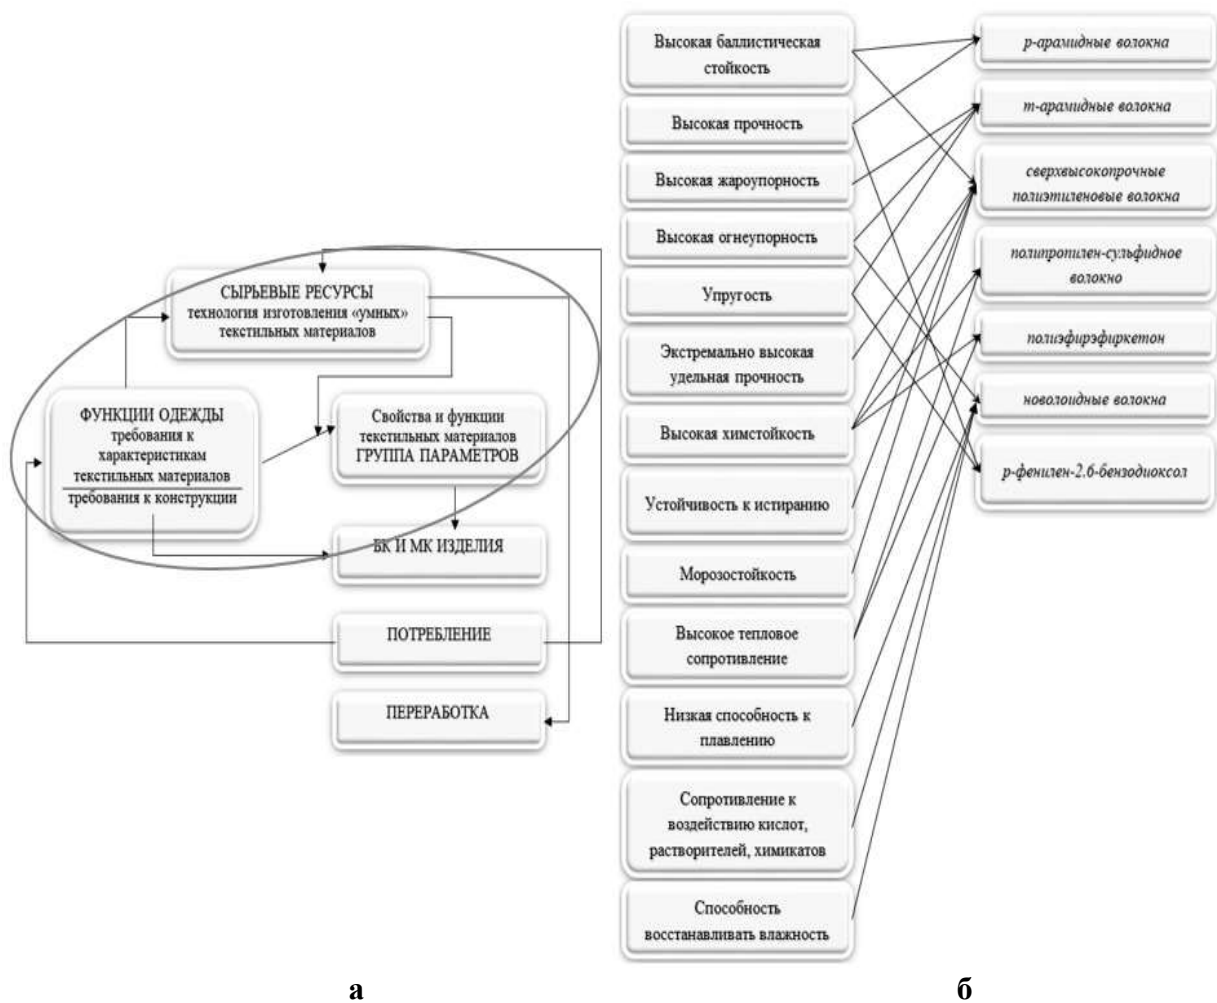 СЫРЬЕВЫЕ РЕСУРСЫ
технология изготовления «умных»
текстильных материалов
ФУНКЦИИ ОДЕЖДЫ
требования к
характеристикам
текстильных материалов
требования к конструкции
Свойства и функции
текстильных материалов
ГРУППА ПАРАМЕТРОВ
БК И МК ИЗДЕЛИЯ
ПОТРЕБЛЕНИЕ
ПЕРЕРАБОТКА
а
Высокая баллистическая
стойкость
Высокая прочность
Высокая жароупорность
Высокая огнеупорность
Упругость
Экстремально высокая
удельная прочность
Высокая химстойкость
Устойчивость к истиранию
Морозостойкость
Высокое тепловое
сопротивление
Низкая способность к
плавлению
Сопротивление к
воздействию кислот,
растворителей, химикатов
Способность
восстанавливать влажность
р-арамидные волокна
т-арамидные волокна
сверхвысокопрочные
полиэтиленовые волокна
полипропилен-сульфидное
волокно
полиэфирэфиркетон
новолоидные волокна
р-фенилен-2.6-бензодиоксол
б